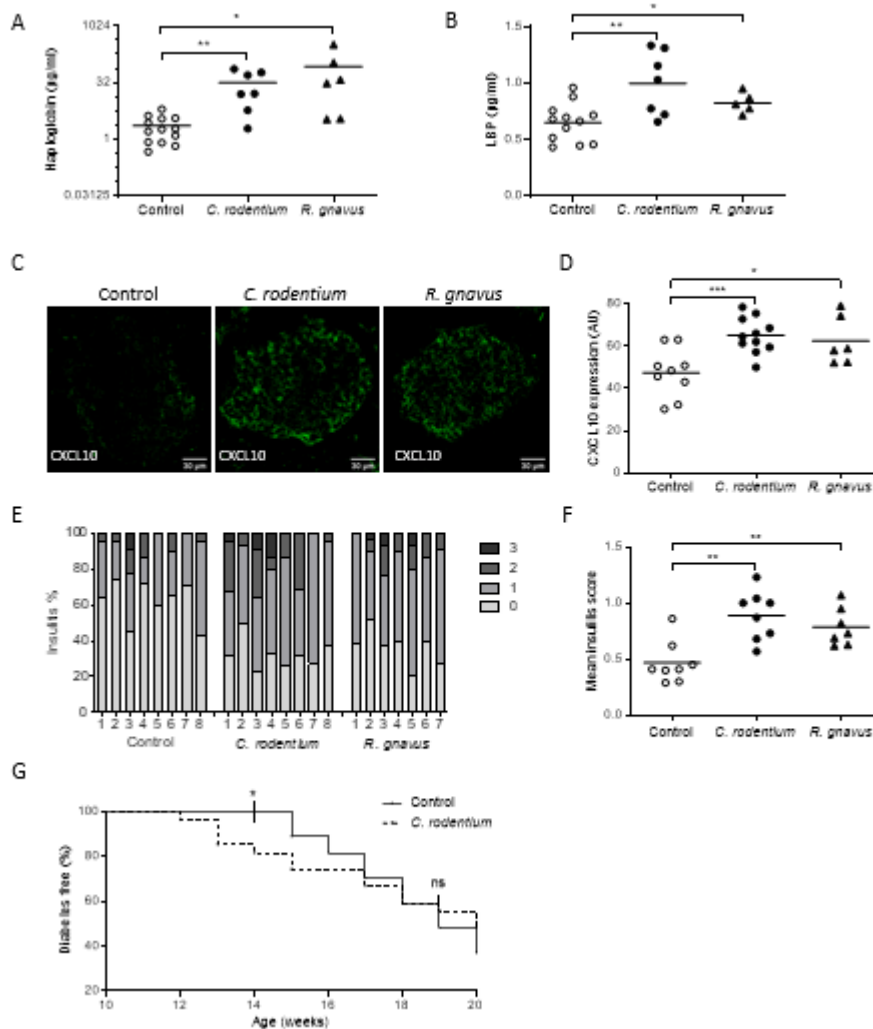 A
Haptoglobin (µg/ml)
1024
32
1
0.03125
*
**
Control
C. rodentium
R. gnavus
B
LBP (µg/ml)
1.5
1.0
0.5
0.0
*
**
Control
C. rodentium
R. gnavus
C
Control
C. rodentium
R. gnavus
CXCL10
30 µm
CXCL10
30 µm
CXCL10
30 µm
D
CXCL10 expression (AU)
80
60
40
20
0
*
***
Control
C. rodentium
R. gnavus
E
Insulitis %
100
80
60
40
20
0
1 2 3 4 5 6 7 8
1 2 3 4 5 6 7 8
1 2 3 4 5 6 7
Control
C. rodentium
R. gnavus
3
2
1
0
F
Mean insulitis score
1.5
1.0
0.5
0.0
**
**
Control
C. rodentium
R. gnavus
G
Diabetes free (%)
100
80
60
40
20
*
ns
Control
C. rodentium
10 12 14 16 18 20
Age (weeks)